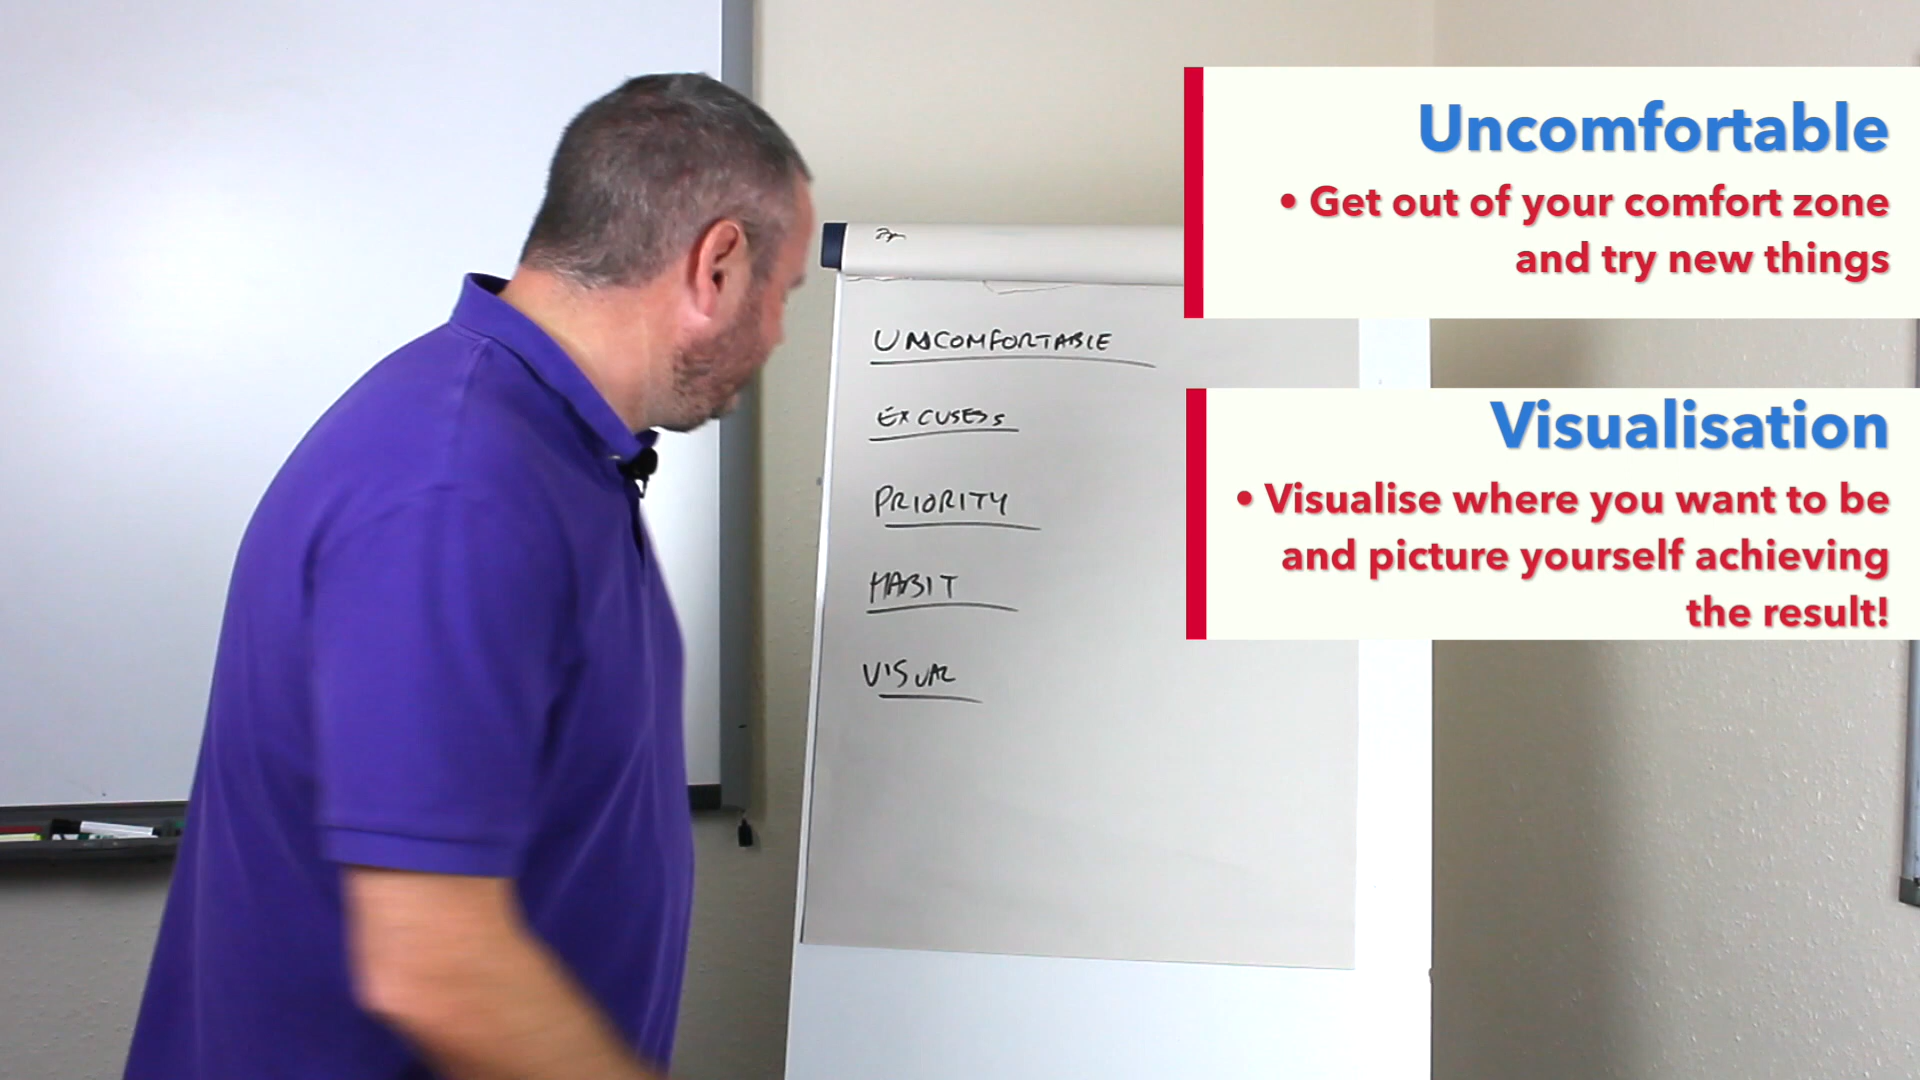 UNCOMFORTABLE
EXCUSES
PRIORITY
HABIT
VISUAL
Uncomfortable
• Get out of your comfort zone
and try new things
Visualisation
• Visualise where you want to be
and picture yourself achieving
the result!